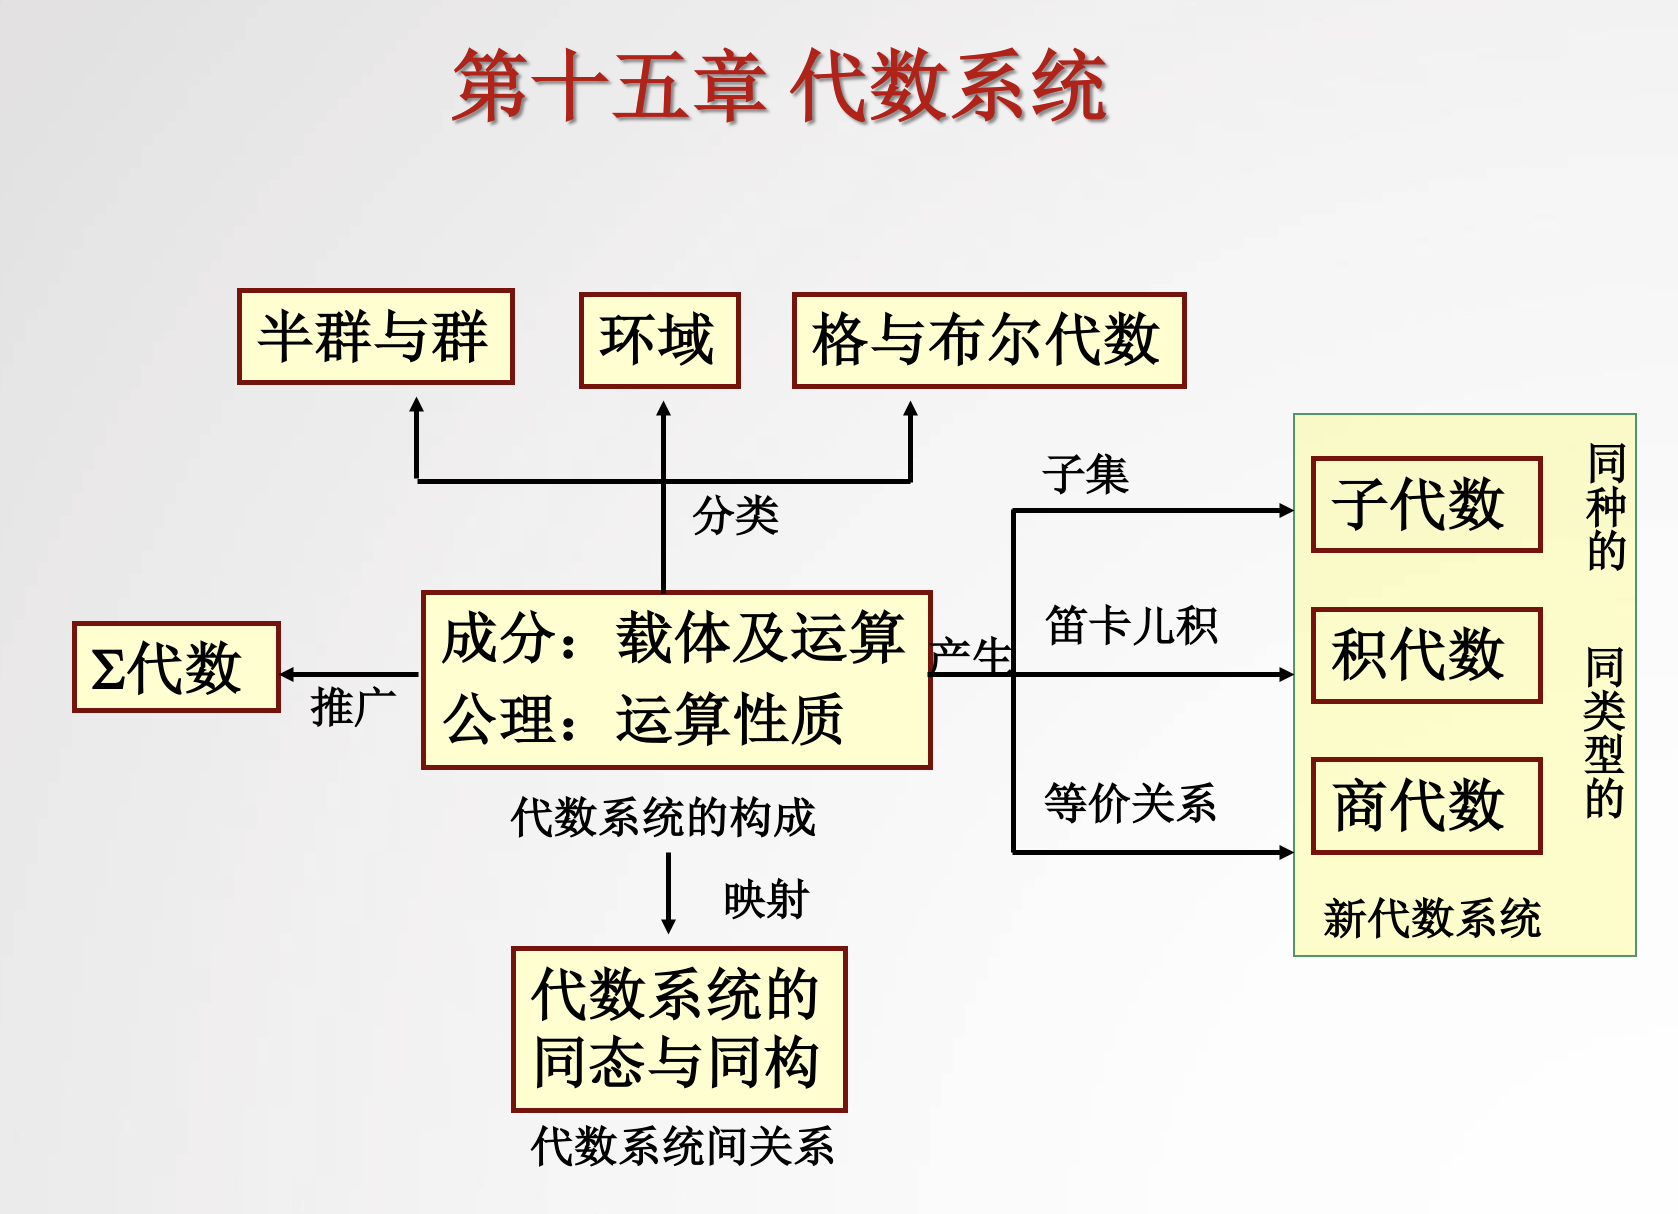 第十五章 代数系统
半群与群
环域
格与布尔代数
分类
子集
子代数
同种的
Σ代数
推广
成分：载体及运算
公理：运算性质
产生
笛卡儿积
积代数
同类型的
等价关系
商代数
新代数系统
代数系统的构成
映射
代数系统的
同态与同构
代数系统间关系